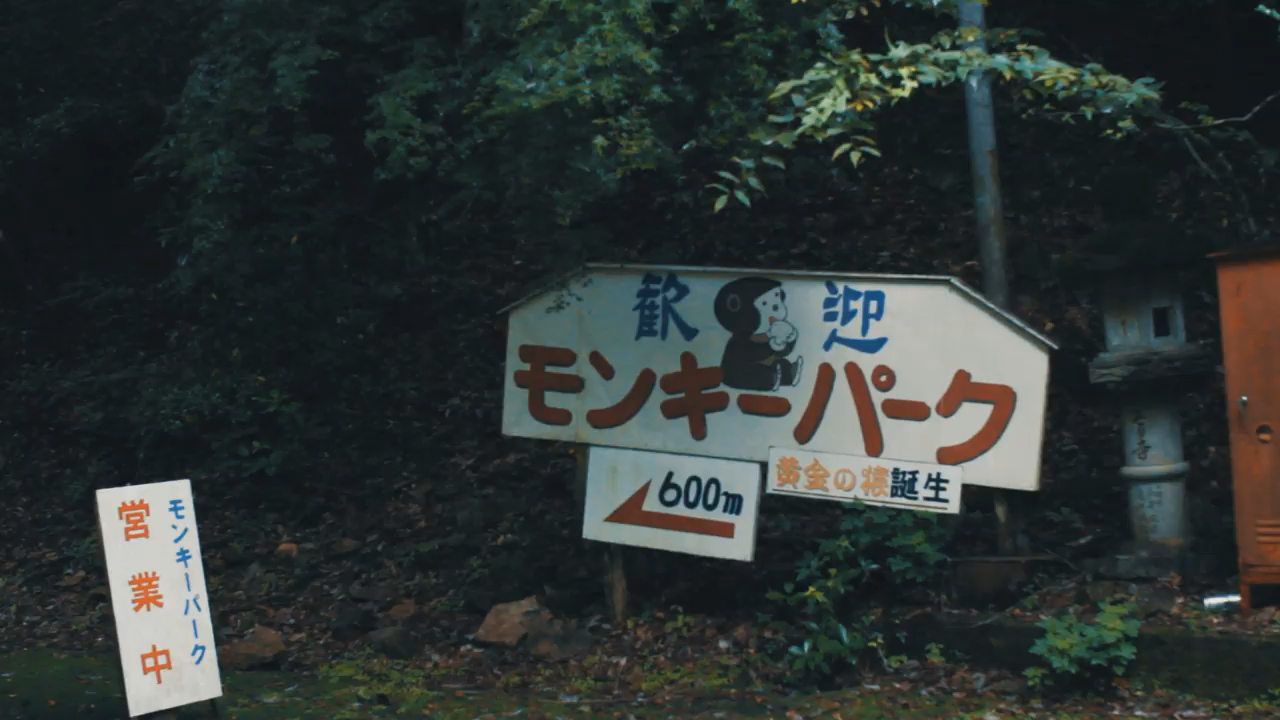 歓迎
モンキーパーク
600m
黄金の猿誕生
モンキーパーク
営業中